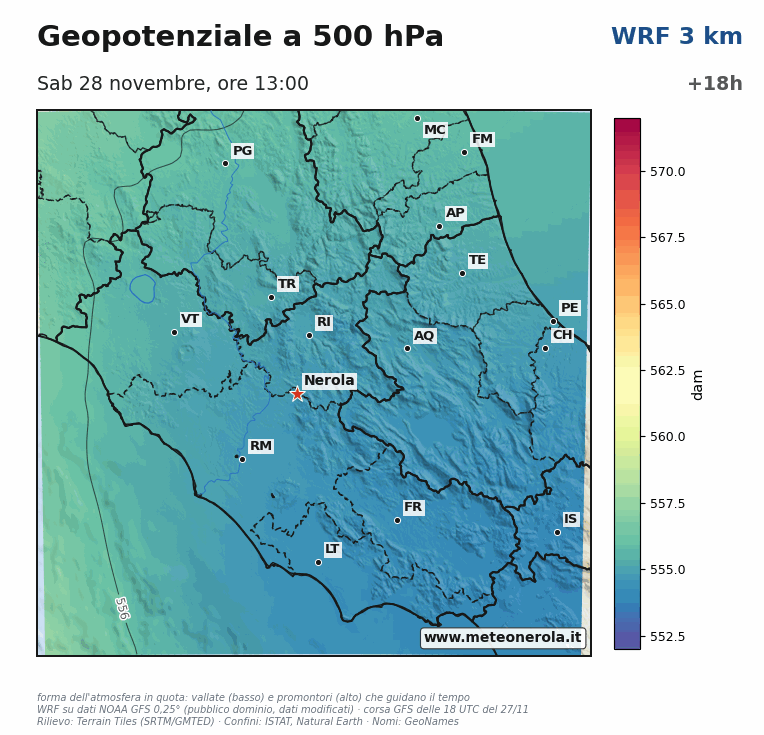 Geopotenziale a 500 hPa
WRF 3 km
Sab 28 novembre, ore 13:00
+18h
MC
FM
PG
AP
TE
TR
PE
VT
RI
AQ
CH
Nerola
RM
FR
IS
LT
556
www.meteonerola.it
570.0
567.5
565.0
562.5
560.0
557.5
555.0
552.5
dam
forma dell'atmosfera in quota: vallate (basso) e promontori (alto) che guidano il tempo
WRF su dati NOAA GFS 0,25° (pubblico dominio, dati modificati) · corsa GFS delle 18 UTC del 27/11
Rilievo: Terrain Tiles (SRTM/GMTED) · Confini: ISTAT, Natural Earth · Nomi: GeoNames